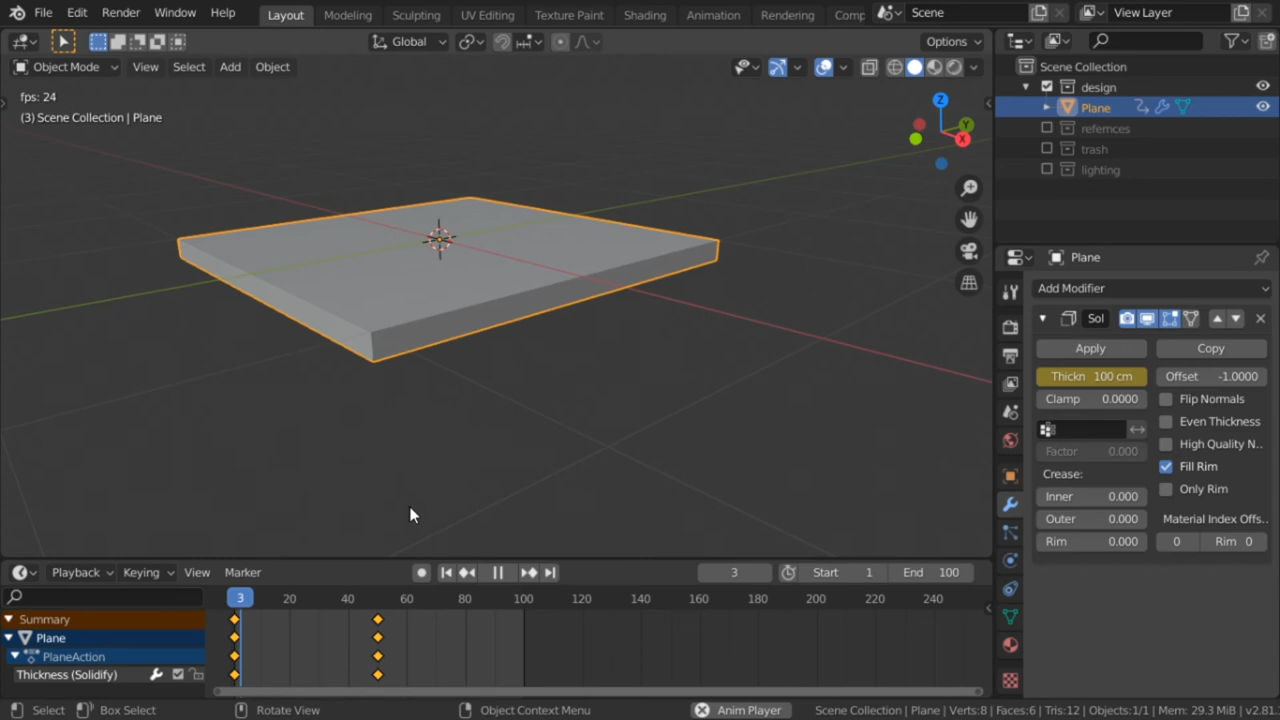 File Edit Render Window Help Layout Modeling Sculpting UV Editing Texture Paint Shading Animation Rendering Comp Scene View Layer
Global Options
Object Mode View Select Add Object
fps: 24
(3) Scene Collection | Plane
Z
Y
X
Scene Collection
design
Plane
refernces
trash
lighting
Plane
Add Modifier
Sol
Apply Copy
Thickn 100 cm Offset -1.0000
Clamp 0.0000 Flip Normals
Even Thickness
High Quality N..
Factor 0.000
Fill Rim
Crease:
Only Rim
Inner 0.000
Outer 0.000 Material Index Offs..
Rim 0.000 0 Rim 0
Playback Keying View Marker 3 Start 1 End 100
3 20 40 60 80 100 120 140 160 180 200 220 240
Summary
Plane
PlaneAction
Thickness (Solidify)
Select Box Select Rotate View Object Context Menu Anim Player Scene Collection | Plane | Verts:8 | Faces:6 | Tris:12 | Objects:1/1 | Mem: 29.3 MiB | v2.81.